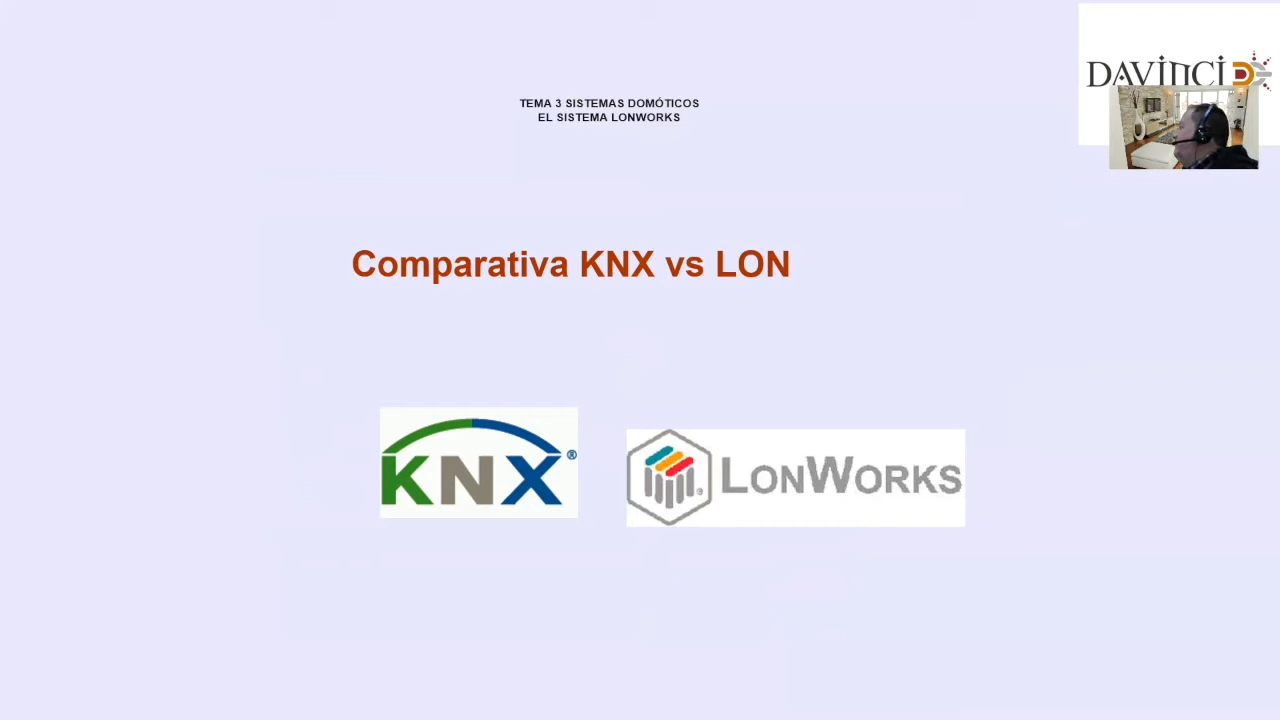 DAVINCI
TEMA 3 SISTEMAS DOMÓTICOS
EL SISTEMA LONWORKS
Comparativa KNX vs LON
KNX®
LONWORKS